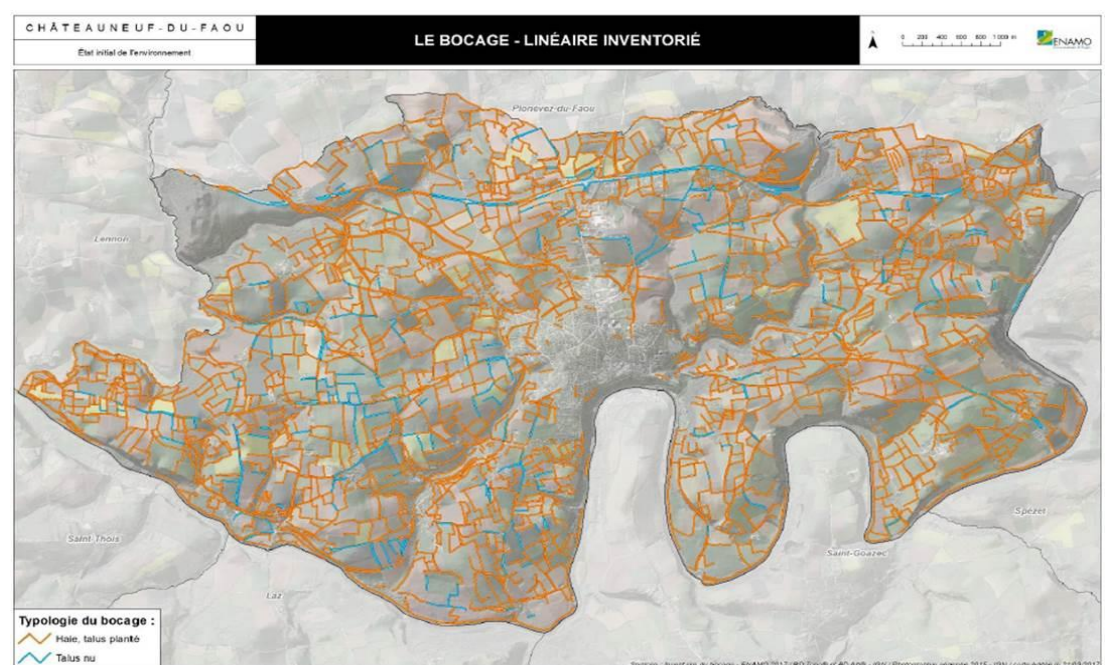 CHÂTEAUNEUF-DU-FAOU
État initial de l'environnement
LE BOCAGE - LINÉAIRE INVENTORIÉ
0 200 400 600 800 1 000 m
ENAMO
Plonévez-du-Faou
Lennon
Spézet
Saint-Thois
Saint-Goazec
Laz
Typologie du bocage :
Haie, talus planté
Talus nu